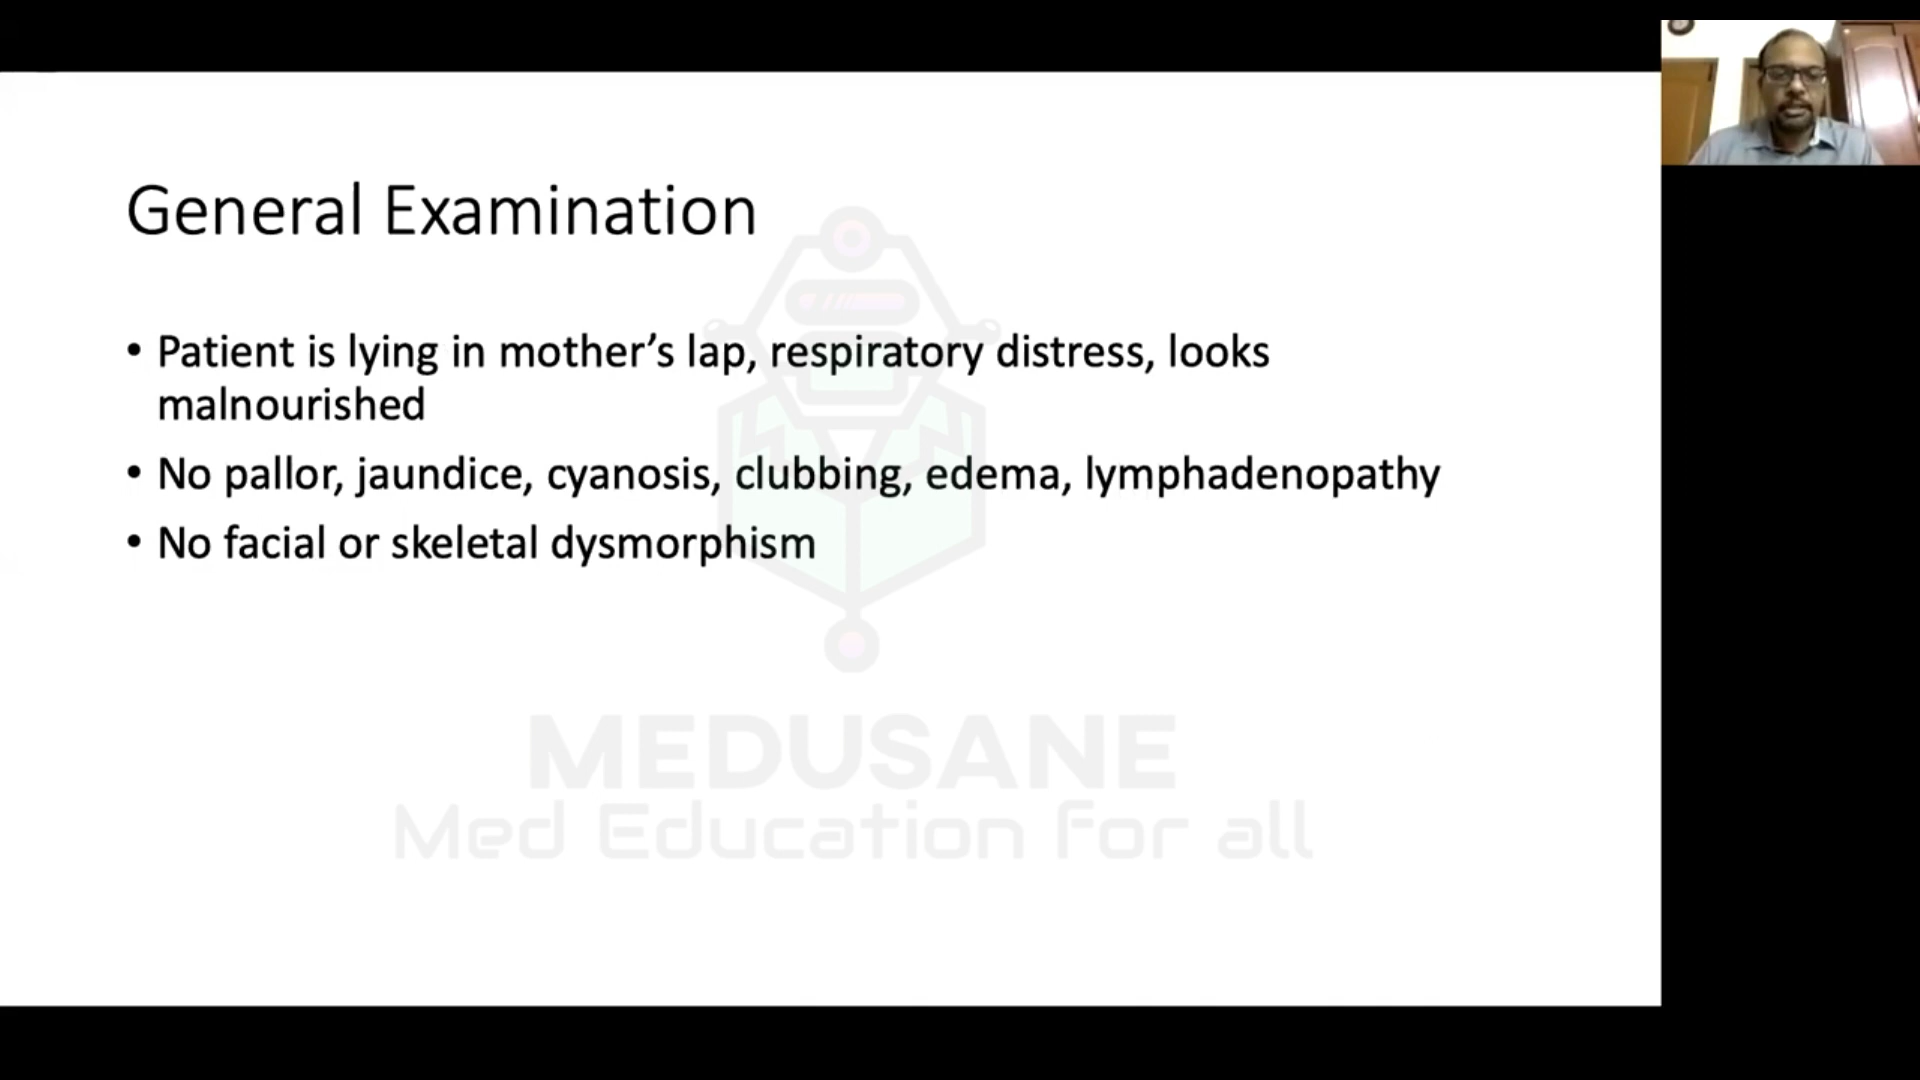 General Examination
• Patient is lying in mother’s lap, respiratory distress, looks
malnourished
• No pallor, jaundice, cyanosis, clubbing, edema, lymphadenopathy
• No facial or skeletal dysmorphism
MEDUSANE
Med Education for all